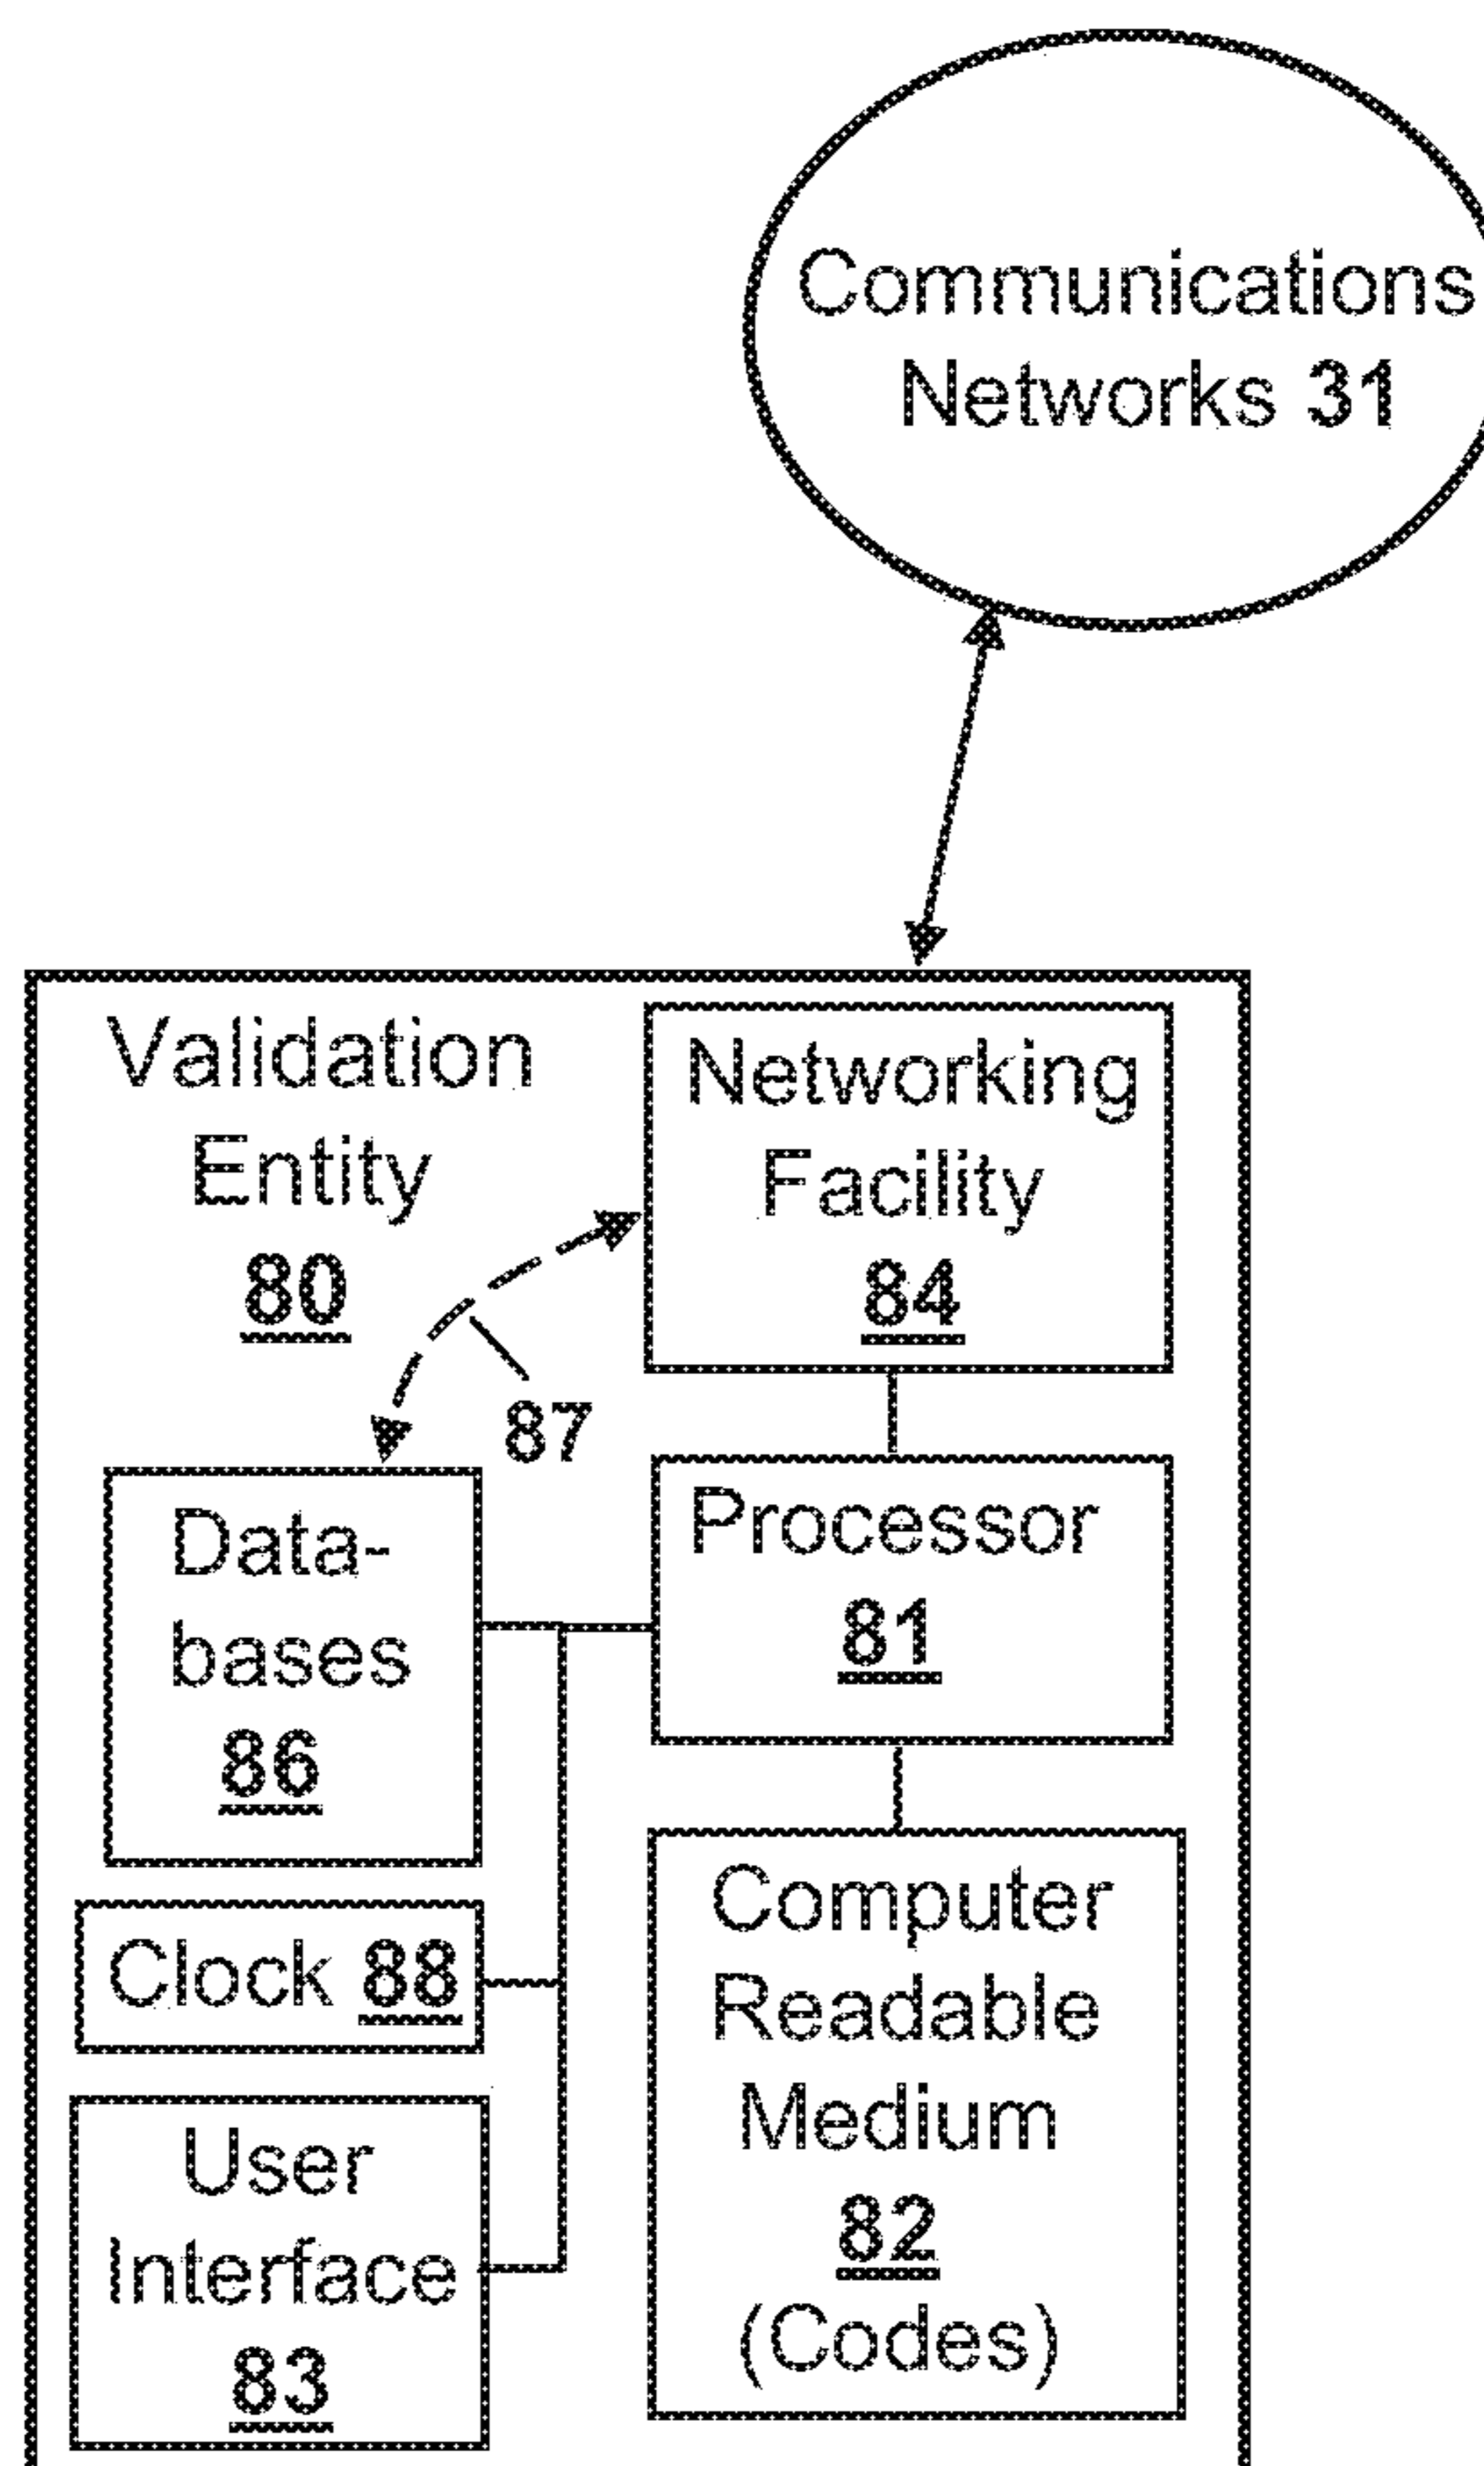 Communications
Networks 31
Validation
Entity
80
Networking
Facility
84
87
Data-
bases
86
Processor
81
Clock 88
Computer
Readable
Medium
82
(Codes)
User
Interface
83